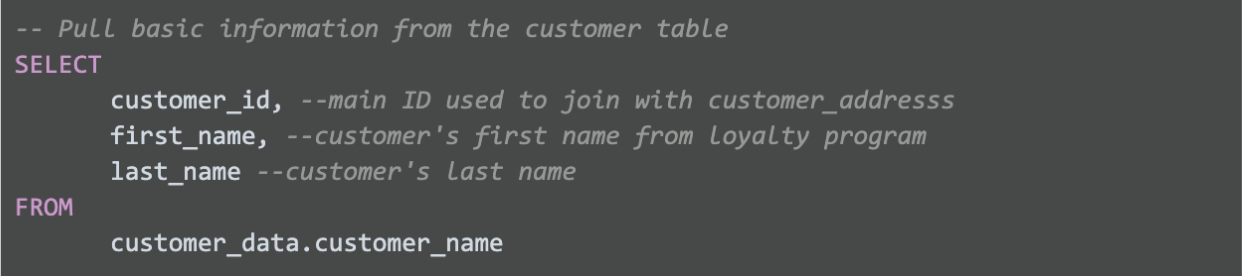 -- Pull basic information from the customer table
SELECT
customer_id, --main ID used to join with customer_addresss
first_name, --customer's first name from loyalty program
last_name --customer's last name
FROM
customer_data.customer_name